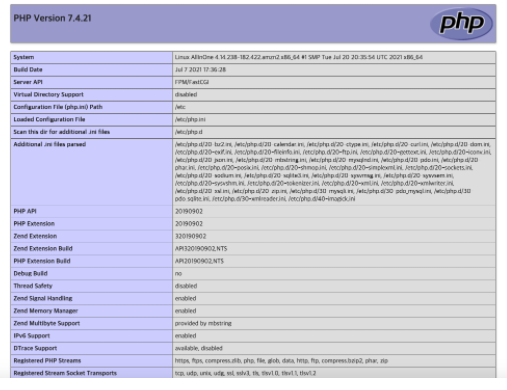 PHP Version 7.4.21
php
System Linux AllInOne 4.14.238-182.422.amzn2.x86_64 #1 SMP Tue Jul 20 20:35:54 UTC 2021 x86_64
Build Date Jul 7 2021 17:36:28
Server API FPM/FastCGI
Virtual Directory Support disabled
Configuration File (php.ini) Path /etc
Loaded Configuration File /etc/php.ini
Scan this dir for additional .ini files /etc/php.d
Additional .ini files parsed /etc/php.d/20-bz2.ini, /etc/php.d/20-calendar.ini, /etc/php.d/20-ctype.ini, /etc/php.d/20-curl.ini, /etc/php.d/20-dom.ini,
/etc/php.d/20-exif.ini, /etc/php.d/20-fileinfo.ini, /etc/php.d/20-ftp.ini, /etc/php.d/20-gettext.ini, /etc/php.d/20-iconv.ini,
/etc/php.d/20-json.ini, /etc/php.d/20-mbstring.ini, /etc/php.d/20-mysqlnd.ini, /etc/php.d/20-pdo.ini, /etc/php.d/20-
phar.ini, /etc/php.d/20-posix.ini, /etc/php.d/20-shmop.ini, /etc/php.d/20-simplexml.ini, /etc/php.d/20-sockets.ini,
/etc/php.d/20-sodium.ini, /etc/php.d/20-sqlite3.ini, /etc/php.d/20-sysvmsg.ini, /etc/php.d/20-sysvsem.ini,
/etc/php.d/20-sysvshm.ini, /etc/php.d/20-tokenizer.ini, /etc/php.d/20-xml.ini, /etc/php.d/20-xmlwriter.ini,
/etc/php.d/20-xsl.ini, /etc/php.d/20-zip.ini, /etc/php.d/30-mysqli.ini, /etc/php.d/30-pdo_mysql.ini, /etc/php.d/30-
pdo_sqlite.ini, /etc/php.d/30-xmlreader.ini, /etc/php.d/40-imagick.ini
PHP API 20190902
PHP Extension 20190902
Zend Extension 320190902
Zend Extension Build API320190902,NTS
PHP Extension Build API20190902,NTS
Debug Build no
Thread Safety disabled
Zend Signal Handling enabled
Zend Memory Manager enabled
Zend Multibyte Support provided by mbstring
IPv6 Support enabled
DTrace Support available, disabled
Registered PHP Streams https, ftps, compress.zlib, php, file, glob, data, http, ftp, compress.bzip2, phar, zip
Registered Stream Socket Transports tcp, udp, unix, udg, ssl, sslv3, tls, tlsv1.0, tlsv1.1, tlsv1.2